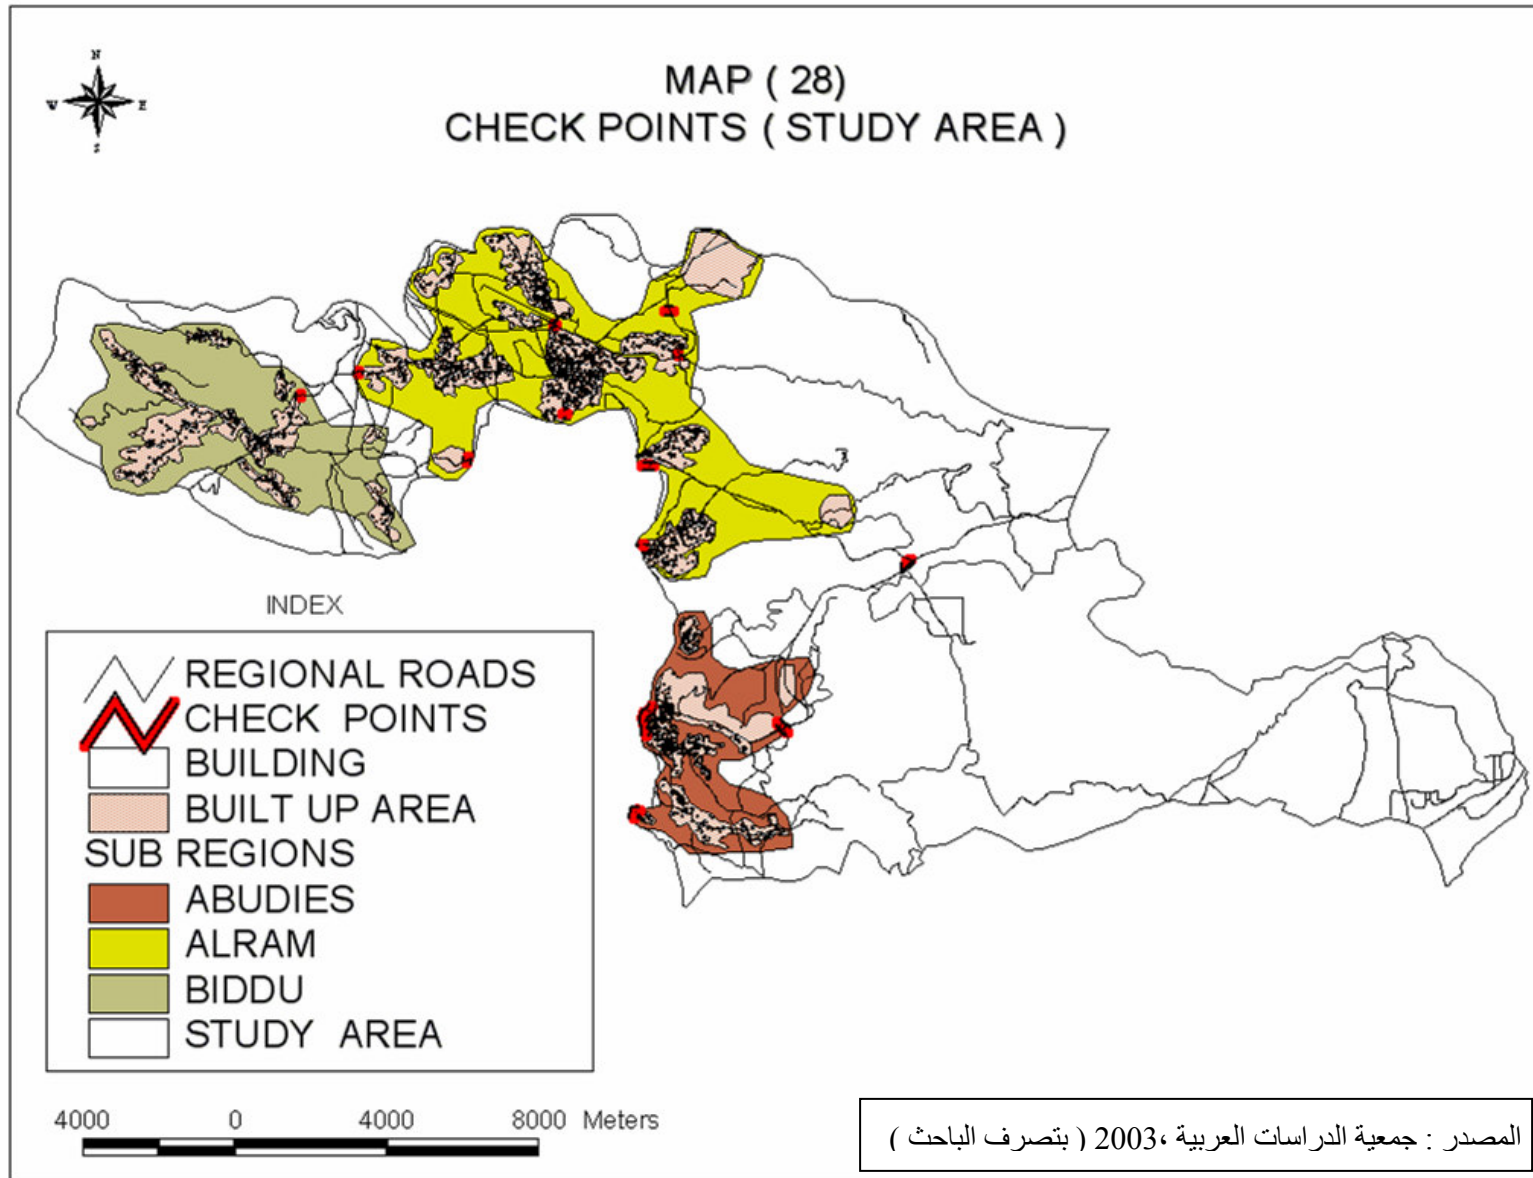 N
W E
S
MAP ( 28)
CHECK POINTS ( STUDY AREA )
INDEX
REGIONAL ROADS
CHECK POINTS
BUILDING
BUILT UP AREA
SUB REGIONS
ABUDIES
ALRAM
BIDDU
STUDY AREA
4000 0 4000 8000 Meters
المصدر : جمعية الدراسات العربية ،2003 ( بتصرف الباحث )